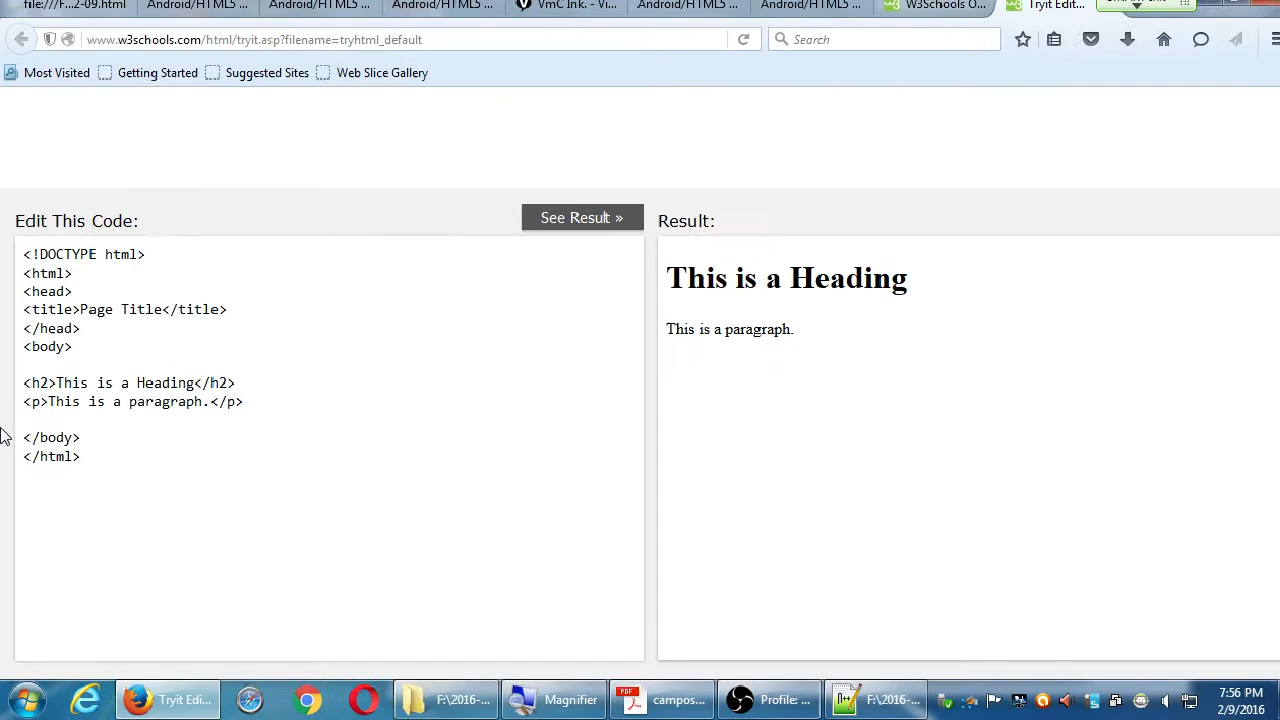 file:///F...2-09.html
Android/HTML5 ...
Android/HTML5 ...
Android/HTML5 ...
VmC Ink. - Vi...
Android/HTML5 ...
Android/HTML5 ...
W3Schools O...
Tryit Edit...
www.w3schools.com/html/tryit.asp?filename=tryhtml_default
Search
Most Visited
Getting Started
Suggested Sites
Web Slice Gallery
Edit This Code:
See Result »
Result:
<!DOCTYPE html>
<html>
<head>
<title>Page Title</title>
</head>
<body>
<h2>This is a Heading</h2>
<p>This is a paragraph.</p>
</body>
</html>
This is a Heading
This is a paragraph.
Tryit Edi...
F:\2016-...
Magnifier
PDF
campos...
Profile: ...
F:\2016-...
7:56 PM
2/9/2016